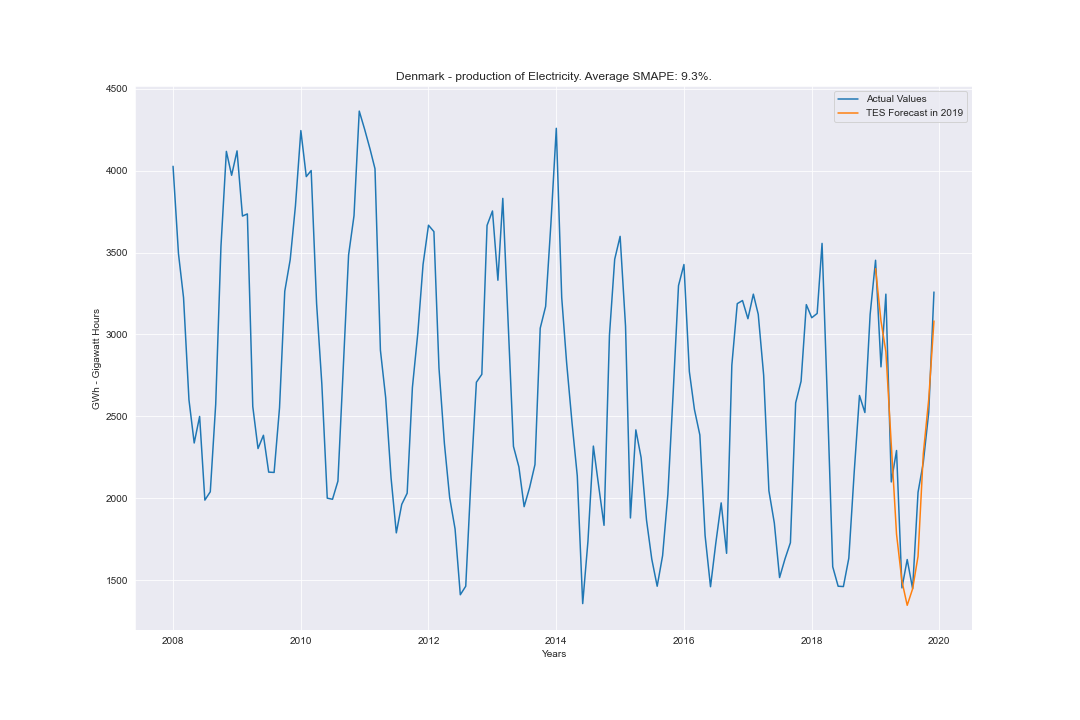 Denmark - production of Electricity. Average SMAPE: 9.3%.
Actual Values
TES Forecast in 2019
GWh - Gigawatt Hours
4500
4000
3500
3000
2500
2000
1500
2008
2010
2012
2014
2016
2018
2020
Years